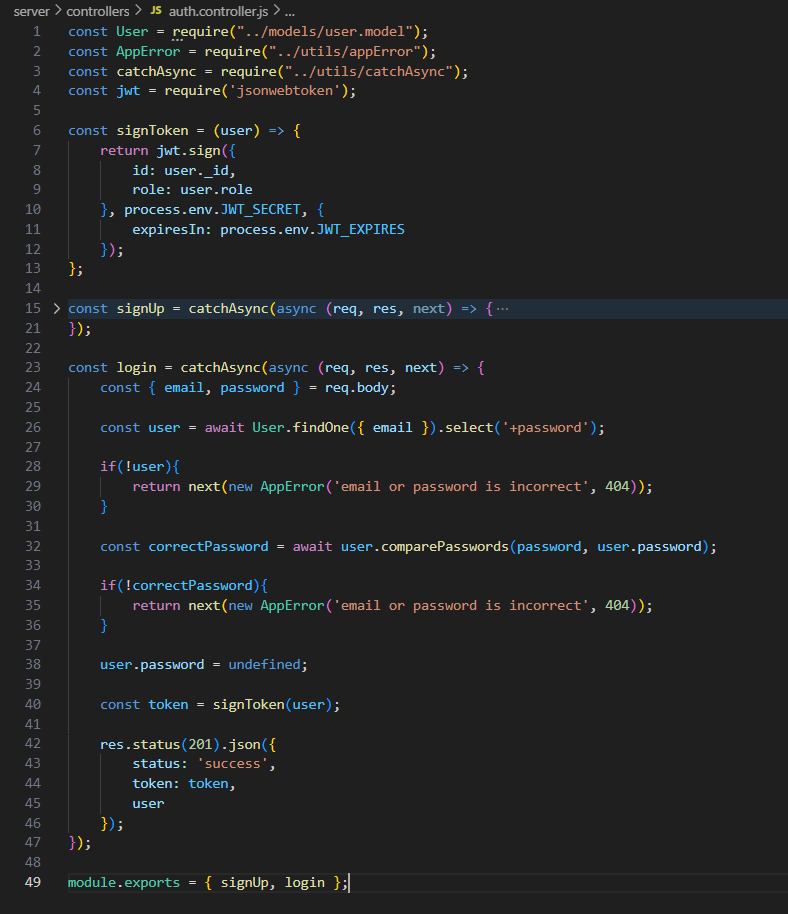 server > controllers > JS auth.controller.js > ...
1 const User = require("../models/user.model");
2 const AppError = require("../utils/appError");
3 const catchAsync = require("../utils/catchAsync");
4 const jwt = require('jsonwebtoken');
5
6 const signToken = (user) => {
7     return jwt.sign({
8         id: user._id,
9         role: user.role
10     }, process.env.JWT_SECRET, {
11         expiresIn: process.env.JWT_EXPIRES
12     });
13 };
14
15 > const signUp = catchAsync(async (req, res, next) => { ...
21 });
22
23 const login = catchAsync(async (req, res, next) => {
24     const { email, password } = req.body;
25
26     const user = await User.findOne({ email }).select('+password');
27
28     if(!user){
29         return next(new AppError('email or password is incorrect', 404));
30     }
31
32     const correctPassword = await user.comparePasswords(password, user.password);
33
34     if(!correctPassword){
35         return next(new AppError('email or password is incorrect', 404));
36     }
37
38     user.password = undefined;
39
40     const token = signToken(user);
41
42     res.status(201).json({
43         status: 'success',
44         token: token,
45         user
46     });
47 });
48
49 module.exports = { signUp, login };